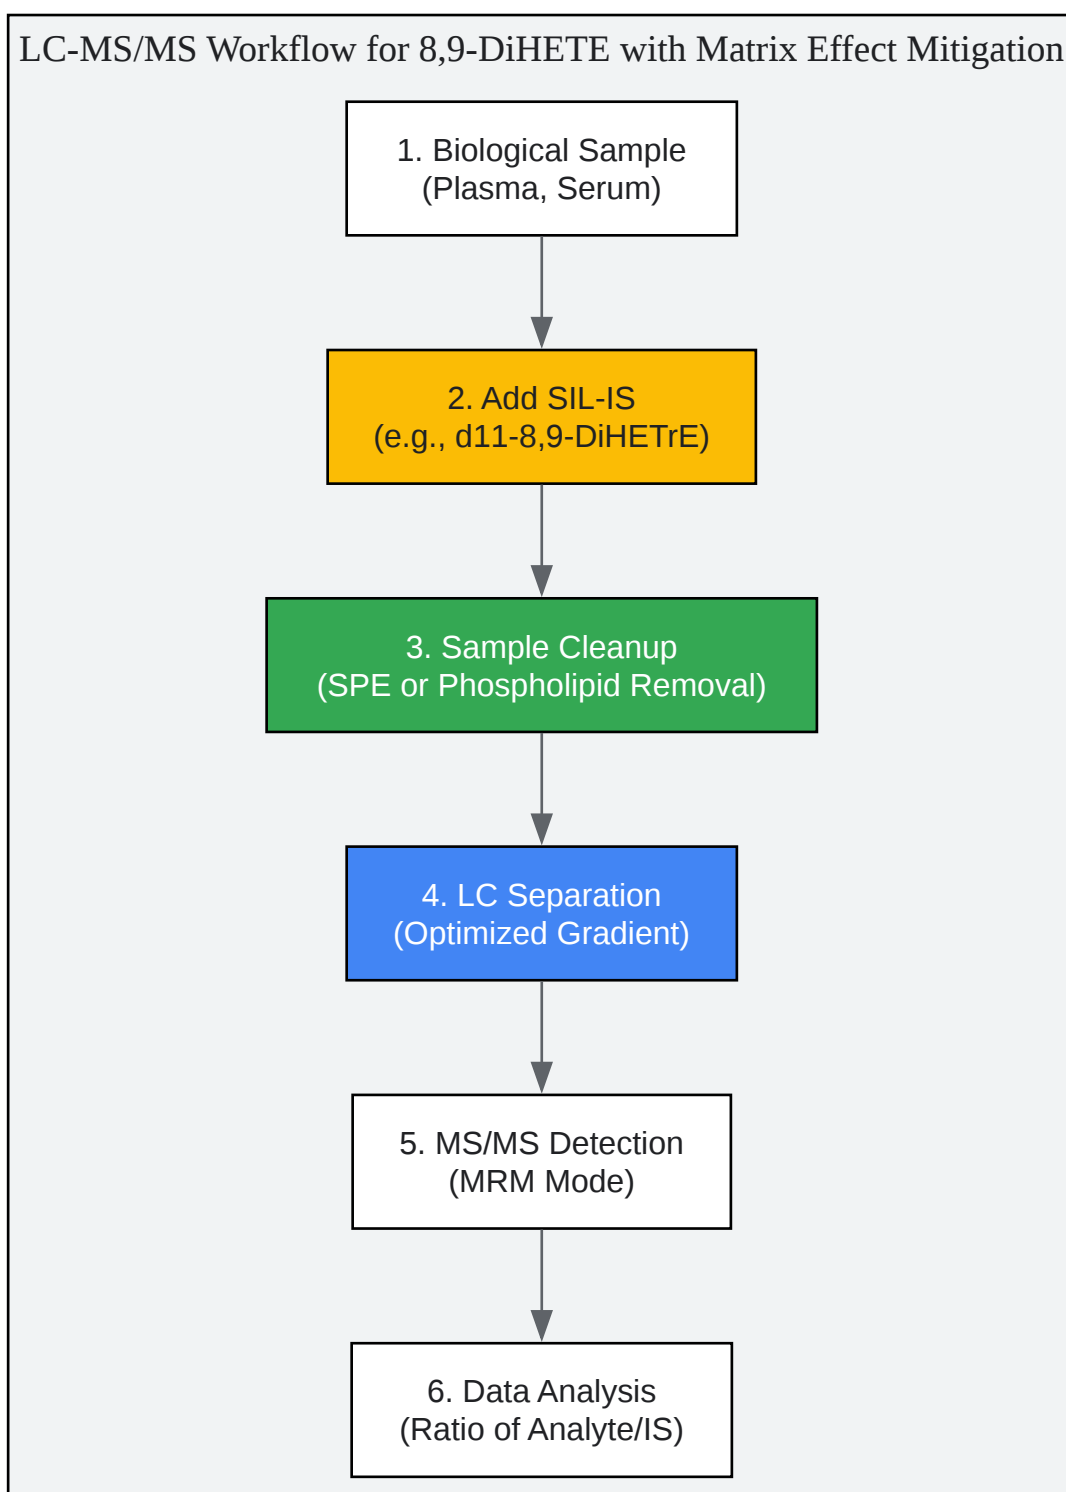 LC-MS/MS Workflow for 8,9-DiHETE with Matrix Effect Mitigation
1. Biological Sample
(Plasma, Serum)
2. Add SIL-IS
(e.g., d11-8,9-DiHETrE)
3. Sample Cleanup
(SPE or Phospholipid Removal)
4. LC Separation
(Optimized Gradient)
5. MS/MS Detection
(MRM Mode)
6. Data Analysis
(Ratio of Analyte/IS)